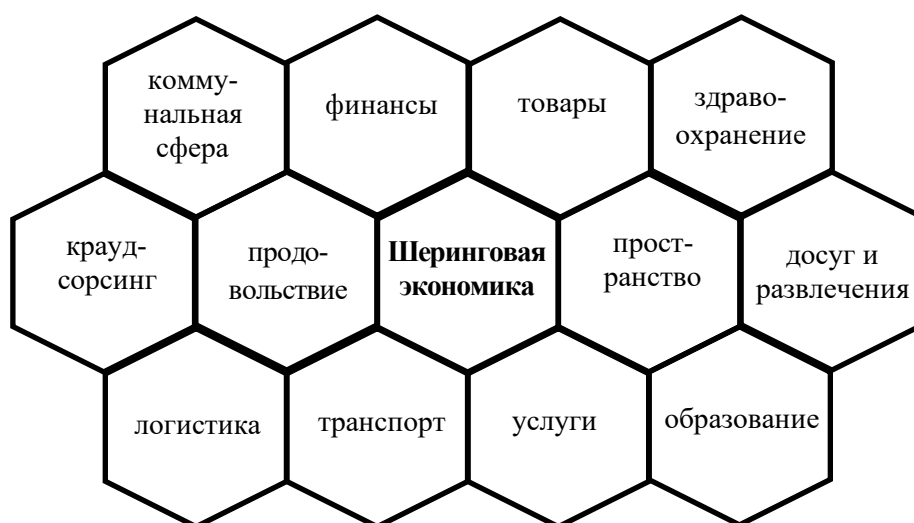 комму-
нальная
сфера
финансы
товары
здраво-
охранение
крауд-
сорсинг
продо-
вольствие
Шеринговая
экономика
прост-
ранство
досуг и
развлечения
логистика
транспорт
услуги
образование